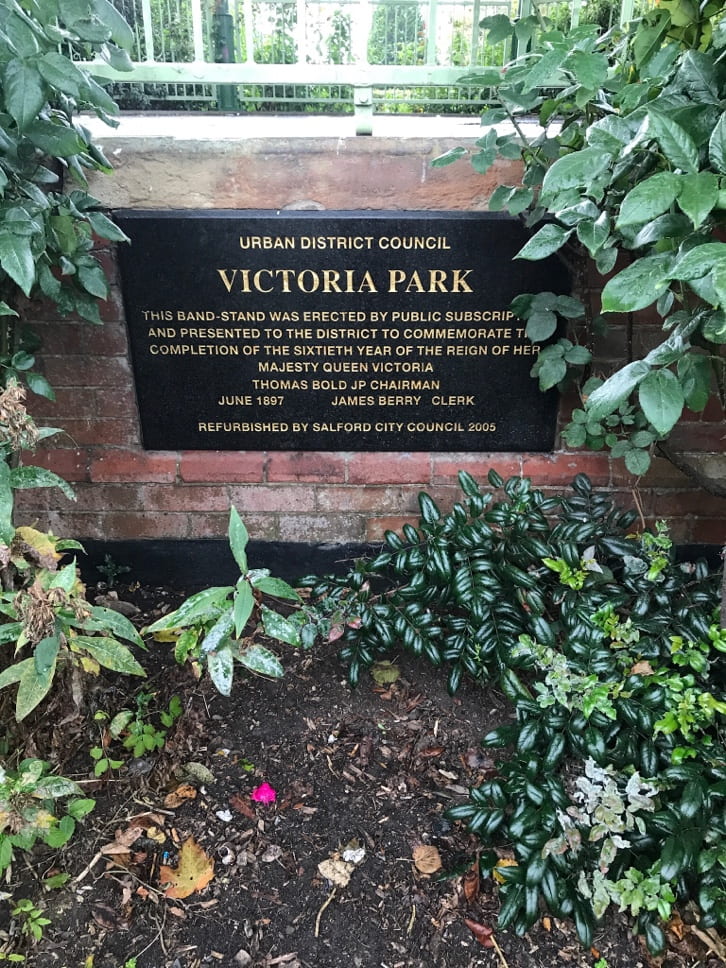 URBAN DISTRICT COUNCIL
VICTORIA PARK
THIS BAND-STAND WAS ERECTED BY PUBLIC
AND PRESENTED TO THE DISTRICT TO COMMEMORATE
COMPLETION OF THE SIXTIETH YEAR OF THE REIGN OF HER
MAJESTY QUEEN VICTORIA
THOMAS BOLD JP CHAIRMAN
JUNE 1897 JAMES BERRY CLERK
REFURBISHED BY SALFORD CITY COUNCIL 2005